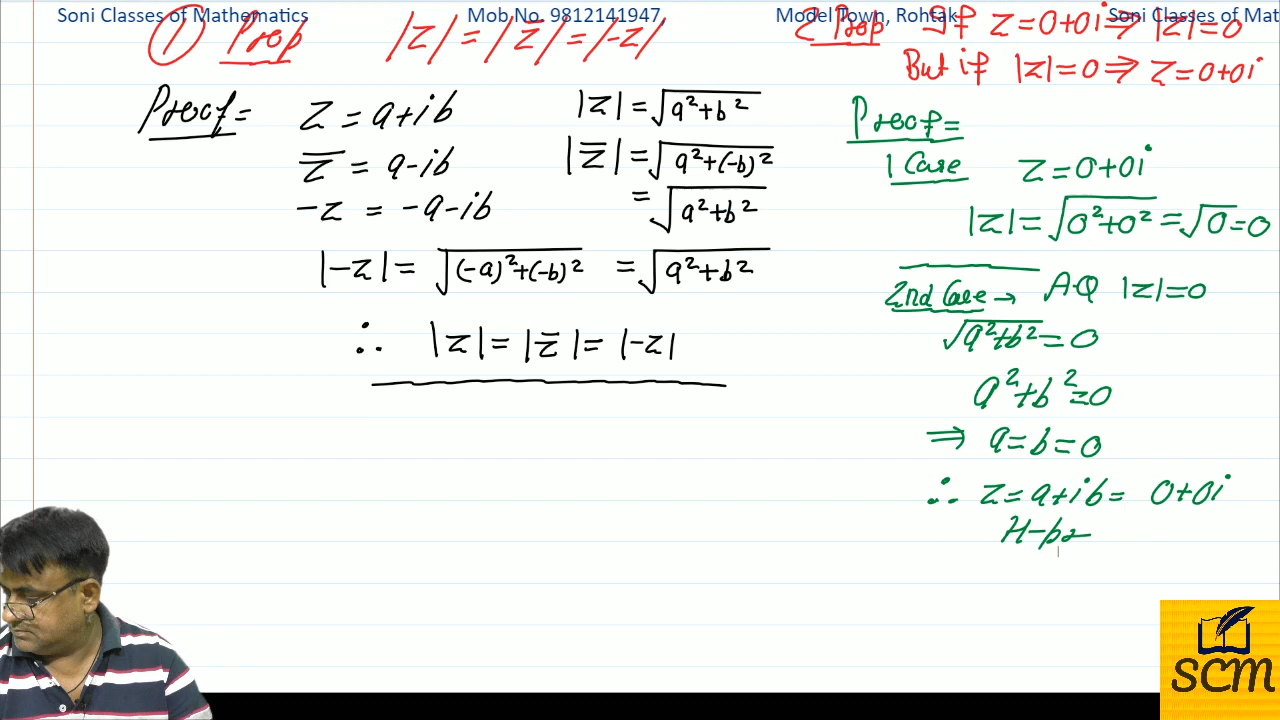 Soni Classes of Mathematics Mob No. 9812141947, Model Town, Rohtak Soni Classes of Mat
① Prop |z| = |z̅| = |-z|
Proof = z = a+ib |z| = √(a²+b²)
z̅ = a-ib |z̅| = √(a²+(-b)²)
-z = -a-ib = √(a²+b²)
|-z| = √((-a)²+(-b)²) = √(a²+b²)
∴ |z| = |z̅| = |-z|
2 Prop If z = 0+0i ⇒ |z| = 0
But if |z| = 0 ⇒ z = 0+0i
Proof =
1 Case z = 0+0i
|z| = √(0²+0²) = √0 = 0
2nd Case → A.Q |z| = 0
√(a²+b²) = 0
a²+b² = 0
⇒ a = b = 0
∴ z = a+ib = 0+0i
SCM